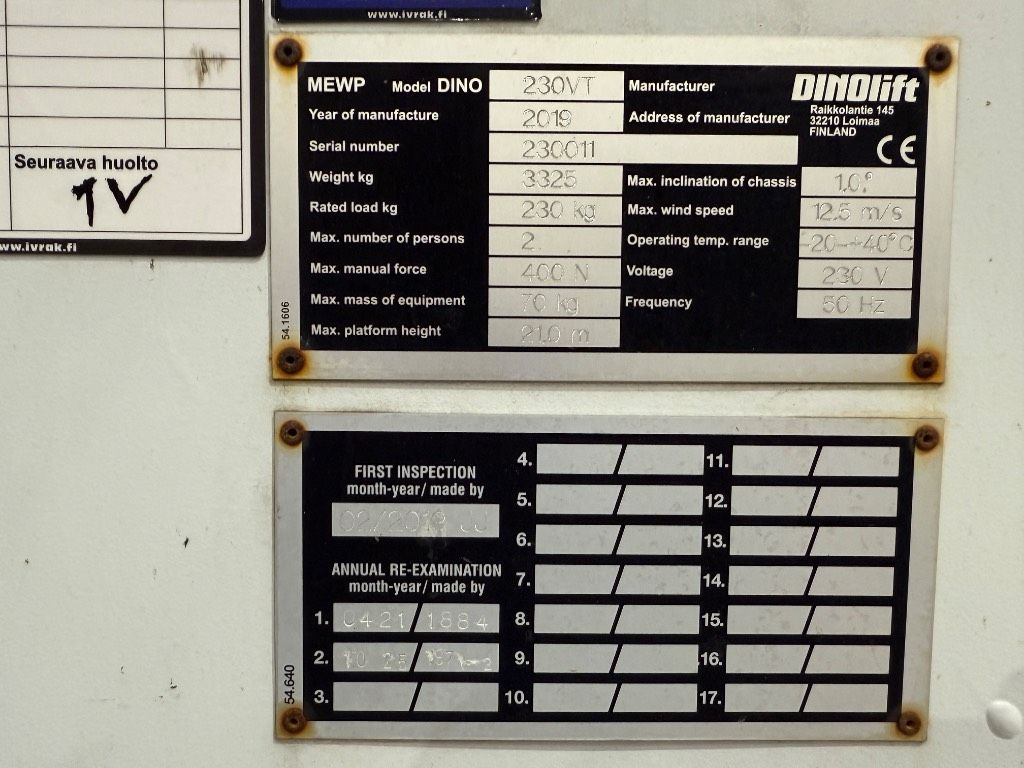 www.ivrak.fi
Seuraava huolto
1V
ww.ivrak.fi
MEWP Model DINO 230VT
Year of manufacture 2019
Serial number 230011
Weight kg 3325
Rated load kg 230 kg
Max. number of persons 2
Max. manual force 400 N
Max. mass of equipment 70 kg
Max. platform height 21.0 m
Manufacturer DINOlift
Address of manufacturer Raikkolantie 145
32210 Loimaa
FINLAND
CE
Max. inclination of chassis 1.0°
Max. wind speed 12.5 m/s
Operating temp. range -20-+40°C
Voltage 230 V
Frequency 50 Hz
54.1606
FIRST INSPECTION
month-year/ made by
02/2019 JJ
ANNUAL RE-EXAMINATION
month-year/ made by
1. 0421 / 1884
2. 10 25 /
3. /
4. /
5. /
6. /
7. /
8. /
9. /
10. /
11. /
12. /
13. /
14. /
15. /
16. /
17. /
54.640